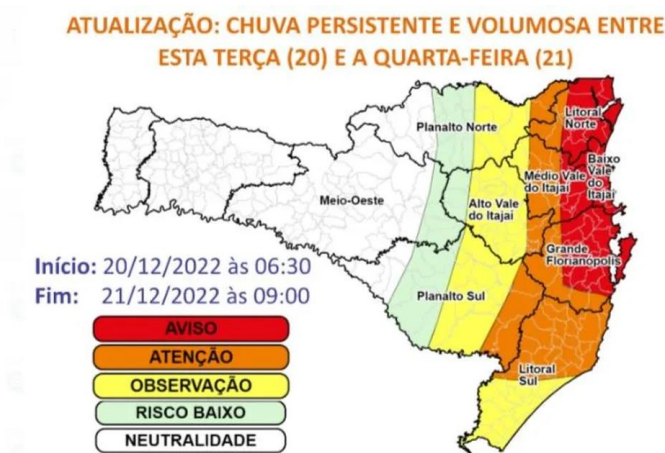 ATUALIZAÇÃO: CHUVA PERSISTENTE E VOLUMOSA ENTRE
ESTA TERÇA (20) E A QUARTA-FEIRA (21)
Planalto Norte
Litoral
Norte
Baixo
Vale
do
Itajaí
Médio Vale
do Itajaí
Meio-Oeste
Alto Vale
do Itajaí
Grande
Florianópolis
Planalto Sul
Litoral
Sul
Início: 20/12/2022 às 06:30
Fim: 21/12/2022 às 09:00
AVISO
ATENÇÃO
OBSERVAÇÃO
RISCO BAIXO
NEUTRALIDADE